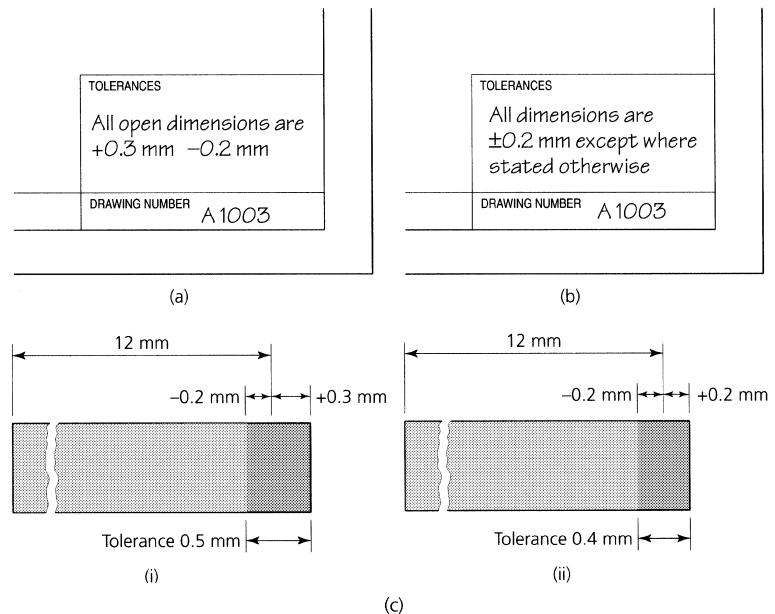 TOLERANCES
All open dimensions are
+0.3 mm −0.2 mm
DRAWING NUMBER A 1003
(a)
TOLERANCES
All dimensions are
±0.2 mm except where
stated otherwise
DRAWING NUMBER A 1003
(b)
12 mm
−0.2 mm +0.3 mm
Tolerance 0.5 mm
(i)
12 mm
−0.2 mm +0.2 mm
Tolerance 0.4 mm
(ii)
(c)